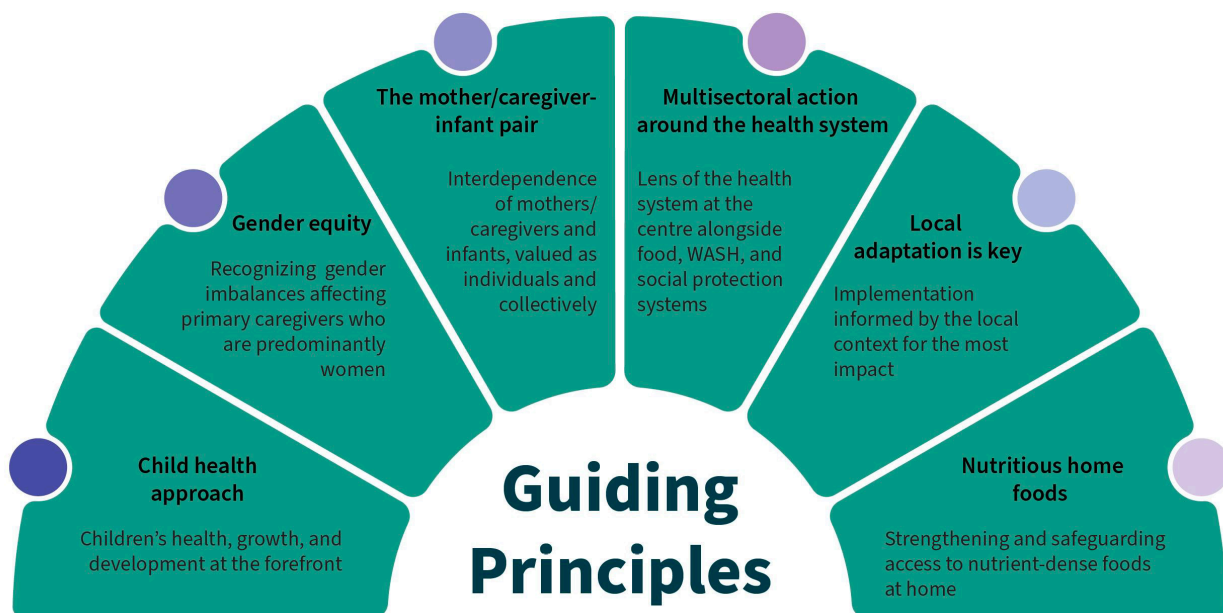 Child health
approach
Children’s health, growth, and
development at the forefront
Gender equity
Recognizing  gender
imbalances affecting
primary caregivers who
are predominantly
women
The mother/caregiver-
infant pair
Interdependence
of mothers/
caregivers and
infants, valued as
individuals and
collectively
Multisectoral action
around the health system
Lens of the health
system at the
centre alongside
food, WASH, and
social protection
systems
Local
adaptation is key
Implementation
informed by the local
context for the most
impact
Nutritious home
foods
Strengthening and safeguarding
access to nutrient-dense foods
at home
Guiding
Principles